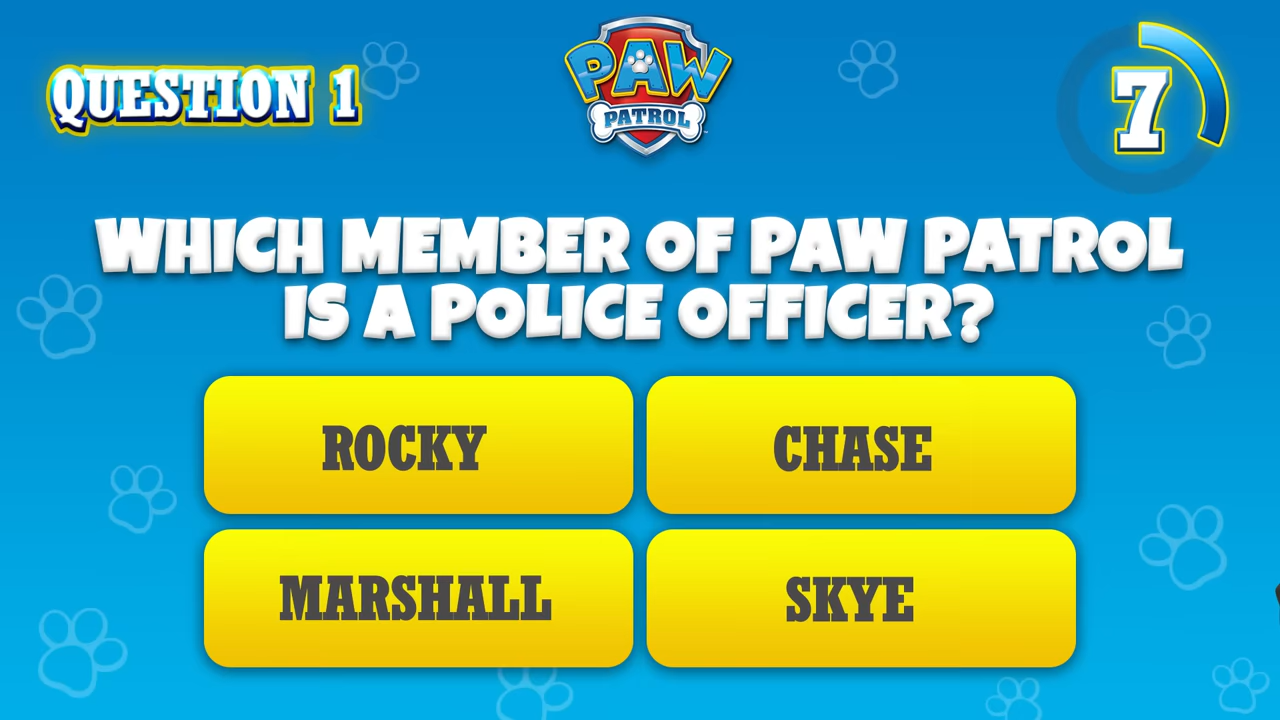 QUESTION 1
PAW
PATROL
7
WHICH MEMBER OF PAW PATROL
IS A POLICE OFFICER?
ROCKY
CHASE
MARSHALL
SKYE